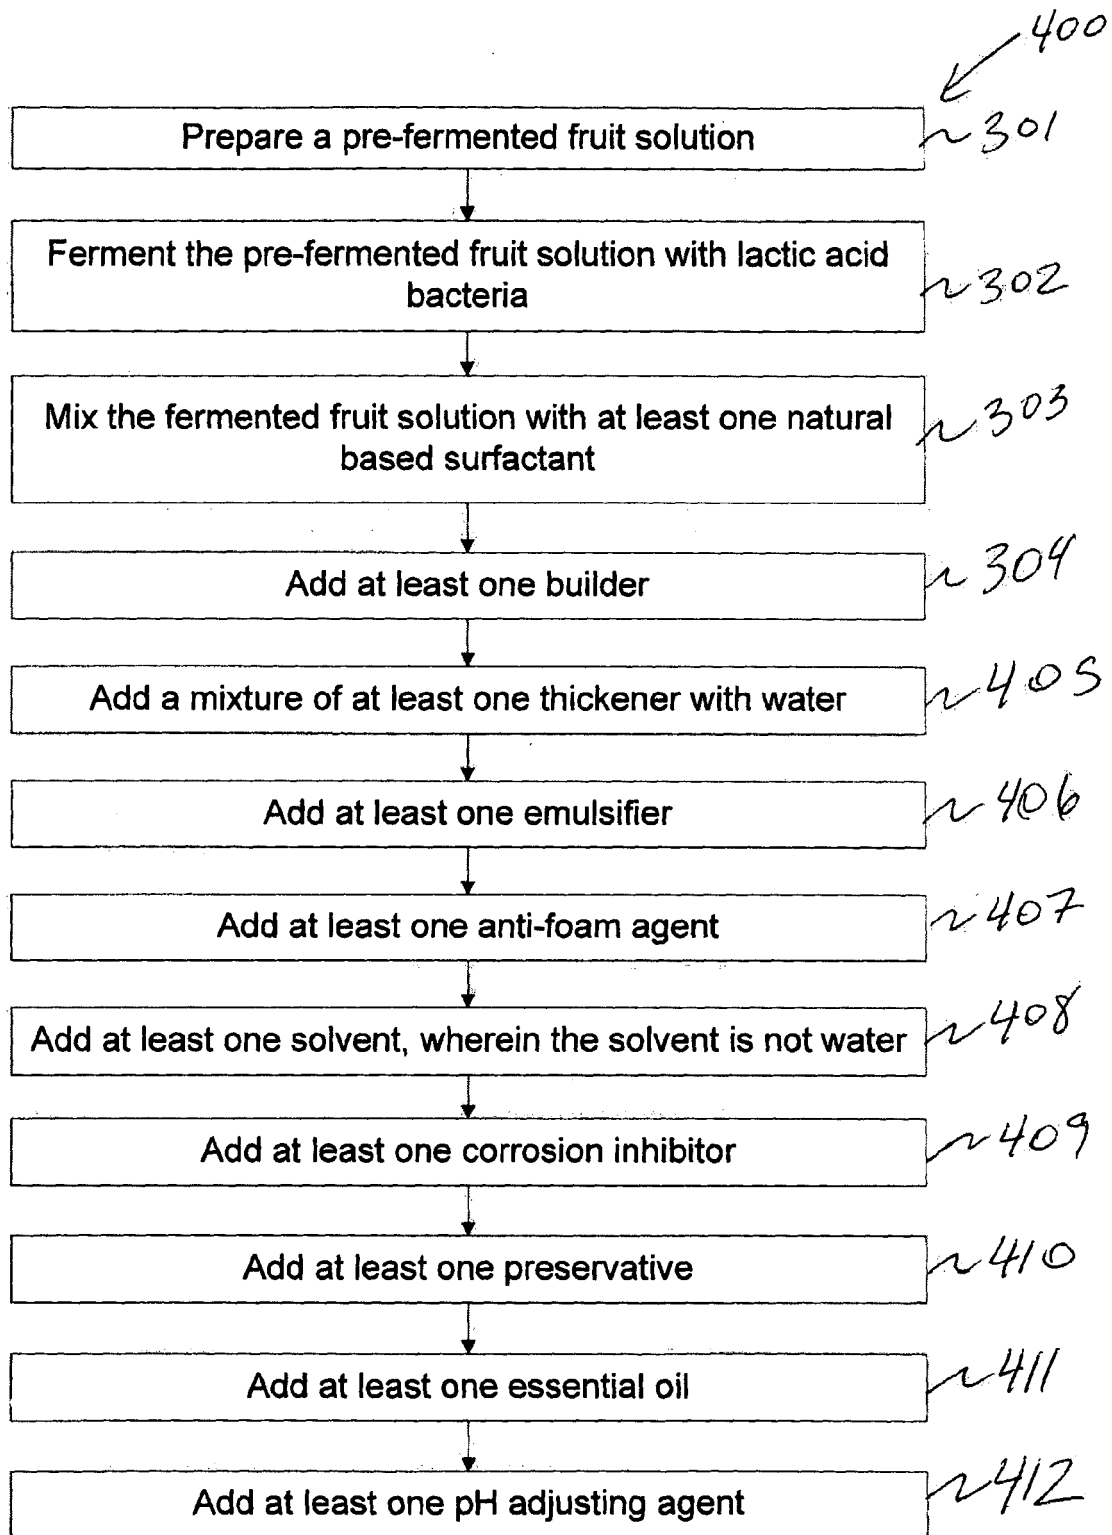 400
Prepare a pre-fermented fruit solution
301
Ferment the pre-fermented fruit solution with lactic acid
bacteria
302
Mix the fermented fruit solution with at least one natural
based surfactant
303
Add at least one builder
304
Add a mixture of at least one thickener with water
405
Add at least one emulsifier
406
Add at least one anti-foam agent
407
Add at least one solvent, wherein the solvent is not water
408
Add at least one corrosion inhibitor
409
Add at least one preservative
410
Add at least one essential oil
411
Add at least one pH adjusting agent
412